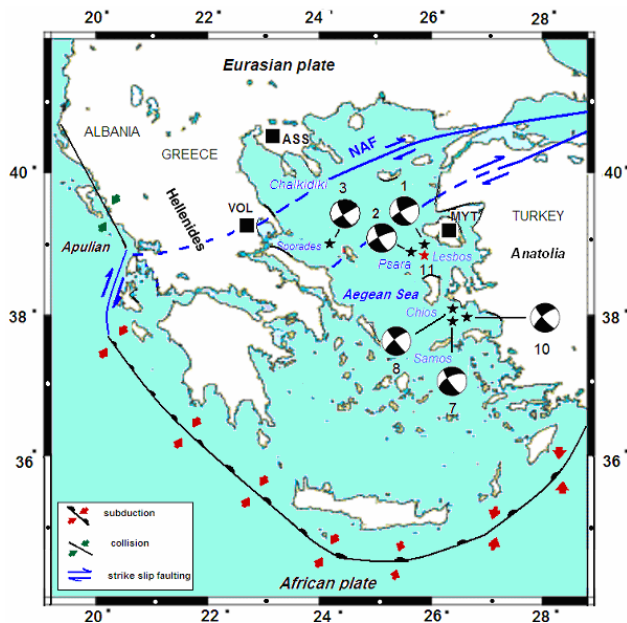 20 22 24 26 28
Eurasian plate
ALBANIA
ASS
NAF
GREECE
40°
40°
Chalkidiki
3
1
Hellenides
VOL
2
MYT
TURKEY
Apulian
Sporades
Psara
Lesbos
Anatolia
11
Aegean Sea
38°
38°
Chios
10
8
Samos
7
36°
36°
subduction
collision
strike slip faulting
African plate
20° 22° 24° 26° 28°